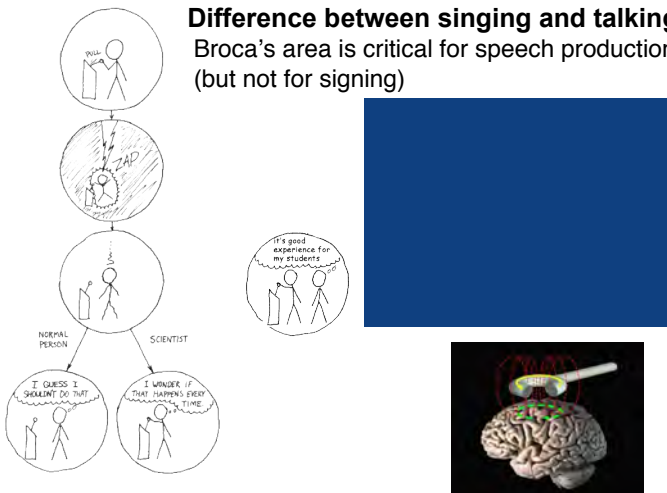 Difference between singing and talking
Broca's area is critical for speech production
(but not for signing)
PULL
ZAP
it's good
experience for
my students
NORMAL
PERSON
SCIENTIST
I GUESS I
SHOULDN'T DO THAT
I WONDER IF
THAT HAPPENS EVERY
TIME